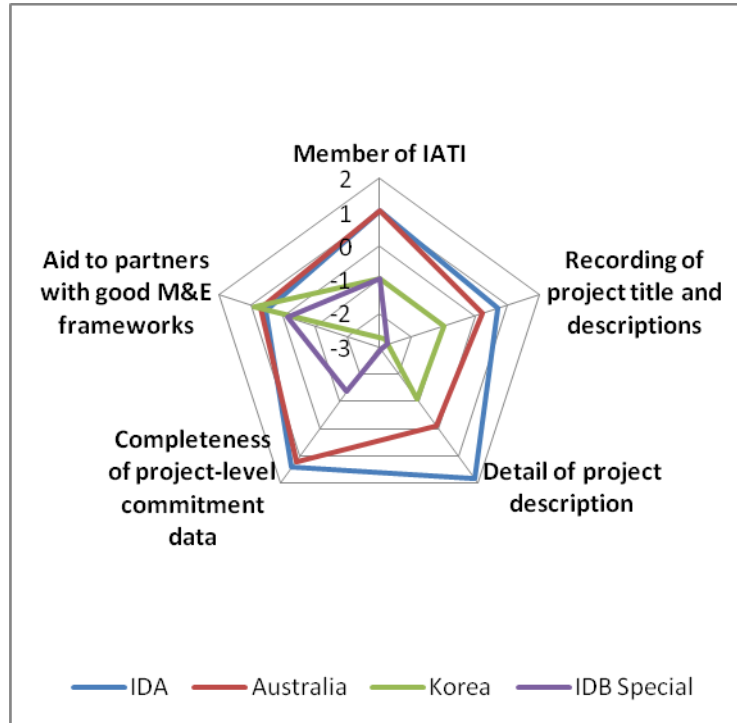 Member of IATI
2
1
0
-1
-2
-3
Recording of
project title and
descriptions
Detail of project
description
Completeness
of project-level
commitment
data
Aid to partners
with good M&E
frameworks
IDA
Australia
Korea
IDB Special